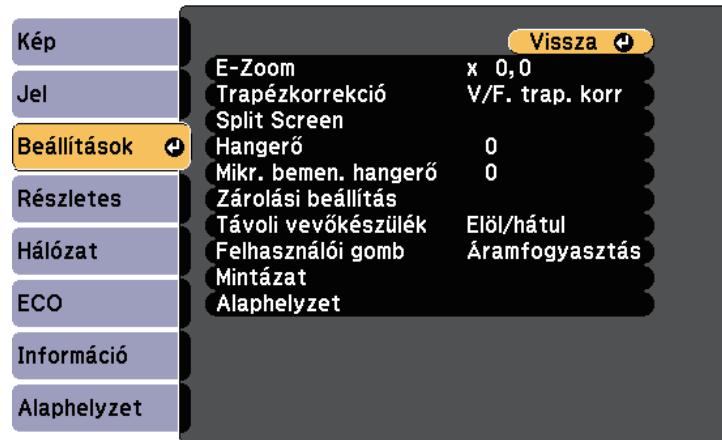 Kép
Jel
Beállítások
Részletes
Hálózat
ECO
Információ
Alaphelyzet
Vissza
E-Zoom x 0,0
Trapézkorrekció V/F. trap. korr
Split Screen
Hangerő 0
Mikr. bemen. hangerő 0
Zárolási beállítás
Távoli vevőkészülék Elöl/hátul
Felhasználói gomb Áramfogyasztás
Mintázat
Alaphelyzet